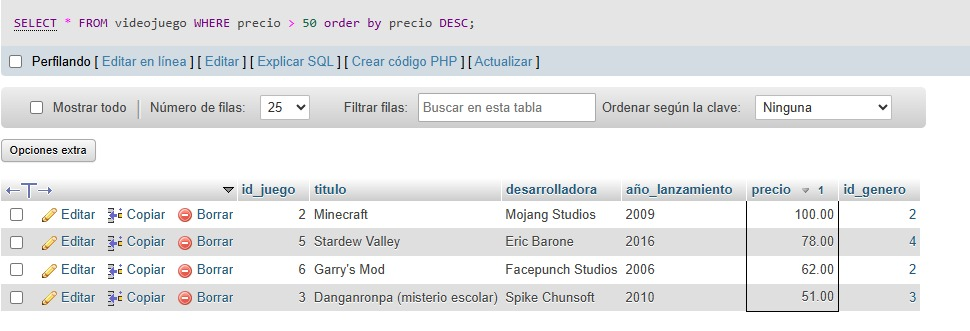 SELECT * FROM videojuego WHERE precio > 50 order by precio DESC;
Perfilando [ Editar en línea ] [ Editar ] [ Explicar SQL ] [ Crear código PHP ] [ Actualizar ]
Mostrar todo | Número de filas: 25 Filtrar filas: Buscar en esta tabla Ordenar según la clave: Ninguna
Opciones extra
←T→ id_juego titulo desarrolladora año_lanzamiento precio 1 id_genero
Editar Copiar Borrar 2 Minecraft Mojang Studios 2009 100.00 2
Editar Copiar Borrar 5 Stardew Valley Eric Barone 2016 78.00 4
Editar Copiar Borrar 6 Garry's Mod Facepunch Studios 2006 62.00 2
Editar Copiar Borrar 3 Danganronpa (misterio escolar) Spike Chunsoft 2010 51.00 3